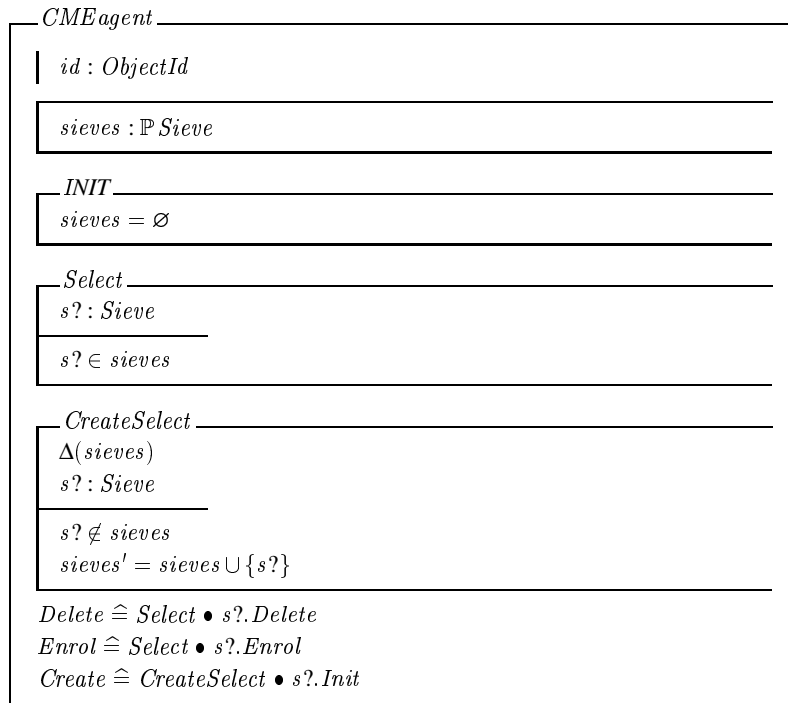 CMEagent
id : ObjectId
sieves : ℙ Sieve
INIT
sieves = ∅
Select
s? : Sieve
s? ∈ sieves
CreateSelect
Δ(sieves)
s? : Sieve
s? ∉ sieves
sieves′ = sieves ∪ {s?}
Delete ≙ Select • s?.Delete
Enrol ≙ Select • s?.Enrol
Create ≙ CreateSelect • s?.Init